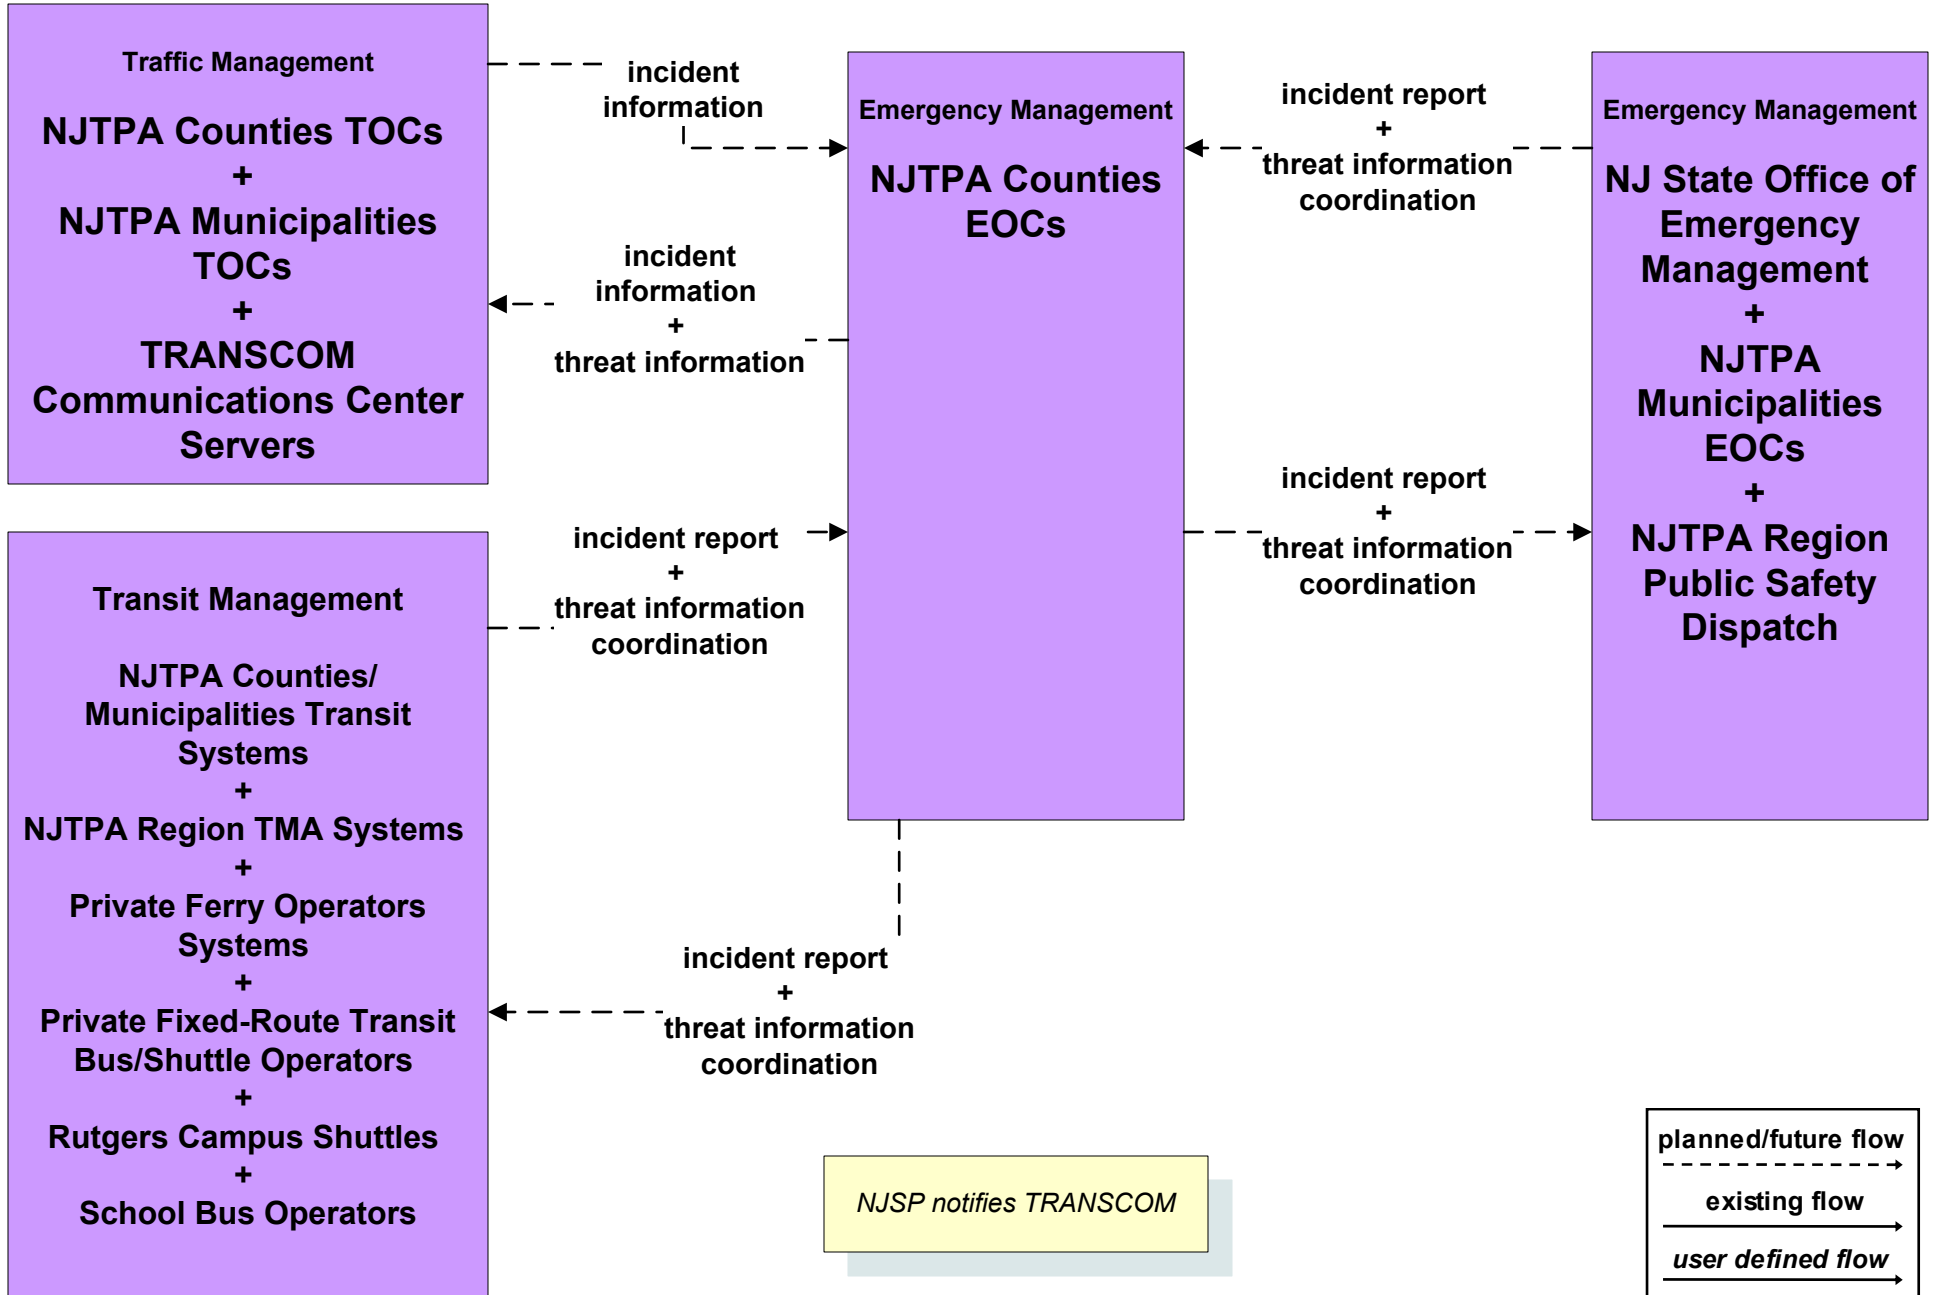 Traffic Management
NJTPA Counties TOCs
+
NJTPA Municipalities
TOCs
+
TRANSCOM
Communications Center
Servers
incident
information
incident
information
+
threat information
Emergency Management
NJTPA Counties
EOCs
incident report
+
threat information
coordination
incident report
+
threat information
coordination
Emergency Management
NJ State Office of
Emergency
Management
+
NJTPA
Municipalities
EOCs
+
NJTPA Region
Public Safety
Dispatch
Transit Management
NJTPA Counties/
Municipalities Transit
Systems
+
NJTPA Region TMA Systems
+
Private Ferry Operators
Systems
+
Private Fixed-Route Transit
Bus/Shuttle Operators
+
Rutgers Campus Shuttles
+
School Bus Operators
incident report
+
threat information
coordination
incident report
+
threat information
coordination
NJSP notifies TRANSCOM
planned/future flow
existing flow
user defined flow